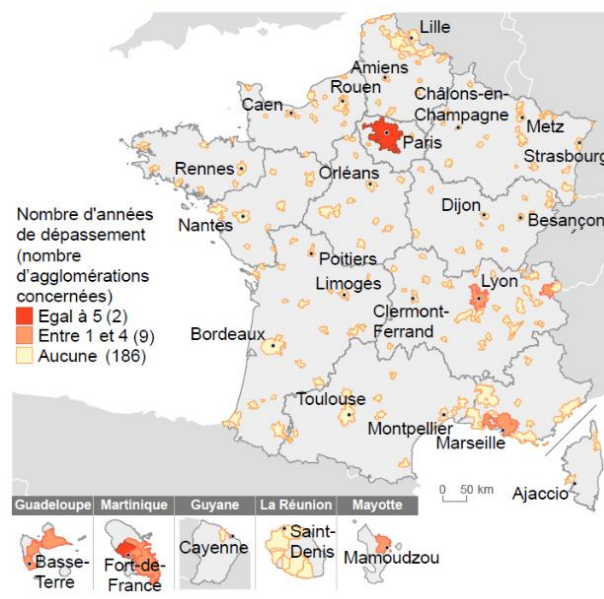 Lille
Amiens
Rouen
Caen
Châlons-en-
Champagne
Metz
Paris
Strasbourg
Rennes
Orléans
Nombre d'années
de dépassement
(nombre
d'agglomérations
concernées)
Egal à 5 (2)
Entre 1 et 4 (9)
Aucune (186)
Nantes
Dijon
Besançon
Poitiers
Limoges
Lyon
Clermont-
Ferrand
Bordeaux
Toulouse
Montpellier
Marseille
0 50 km
Ajaccio
Guadeloupe
Martinique
Guyane
La Réunion
Mayotte
Basse-
Terre
Fort-de-
France
Cayenne
Saint-
Denis
Mamoudzou